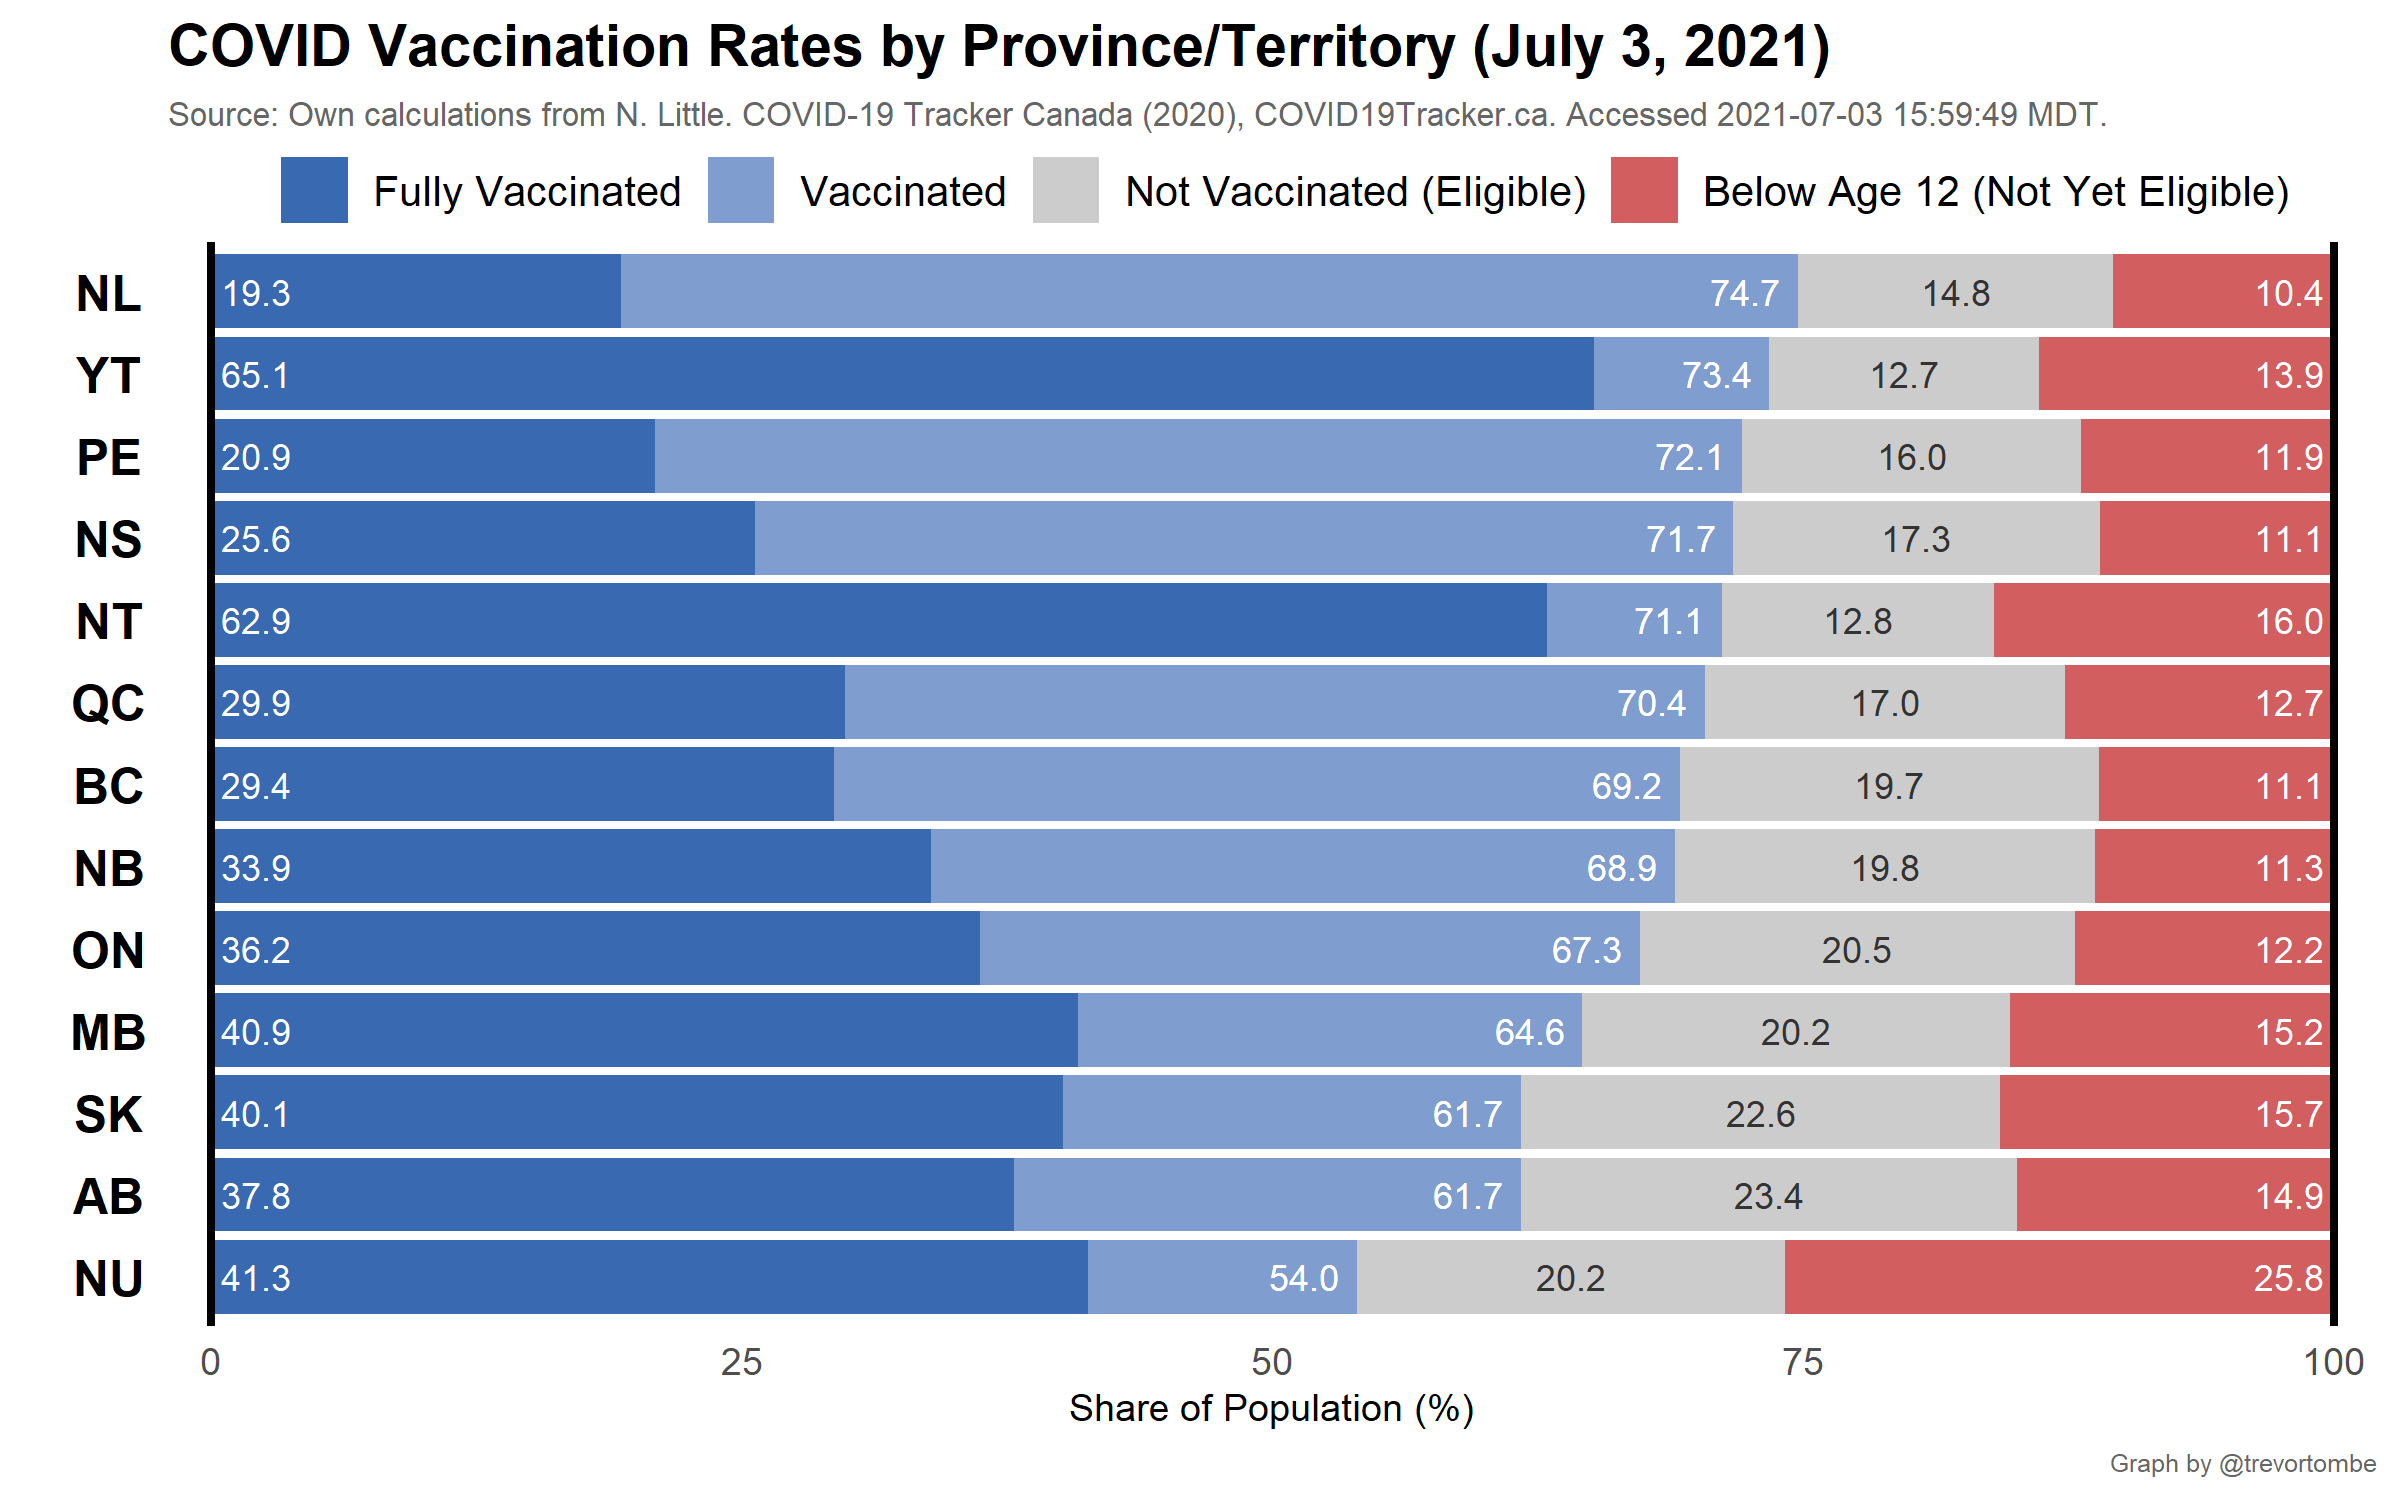 COVID Vaccination Rates by Province/Territory (July 3, 2021)
Source: Own calculations from N. Little. COVID-19 Tracker Canada (2020), COVID19Tracker.ca. Accessed 2021-07-03 15:59:49 MDT.
Fully Vaccinated Vaccinated Not Vaccinated (Eligible) Below Age 12 (Not Yet Eligible)
NL 19.3 74.7 14.8 10.4
YT 65.1 73.4 12.7 13.9
PE 20.9 72.1 16.0 11.9
NS 25.6 71.7 17.3 11.1
NT 62.9 71.1 12.8 16.0
QC 29.9 70.4 17.0 12.7
BC 29.4 69.2 19.7 11.1
NB 33.9 68.9 19.8 11.3
ON 36.2 67.3 20.5 12.2
MB 40.9 64.6 20.2 15.2
SK 40.1 61.7 22.6 15.7
AB 37.8 61.7 23.4 14.9
NU 41.3 54.0 20.2 25.8
0 25 50 75 100
Share of Population (%)
Graph by @trevortombe